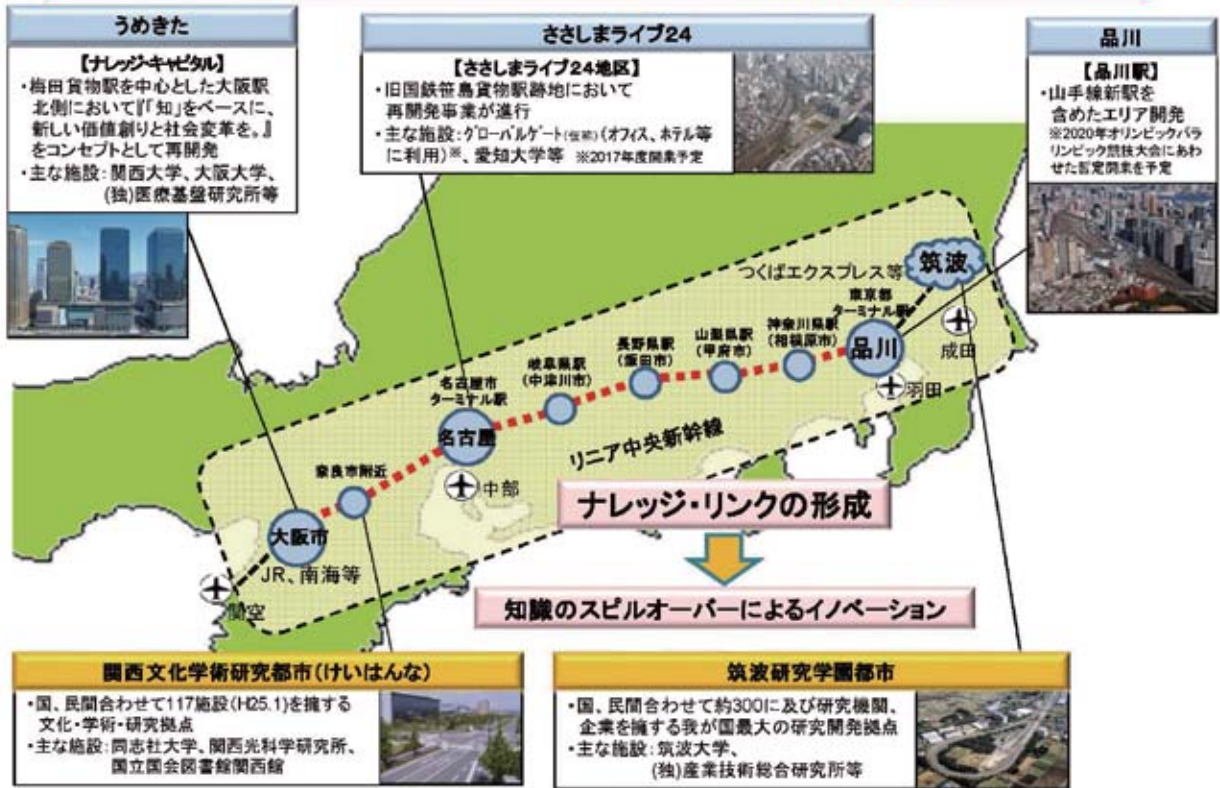 うめきた
【ナレッジ・キャピタル】
・梅田貨物駅を中心とした大阪駅
北側において『「知」をベースに、
新しい価値創りと社会変革を。』
をコンセプトとして再開発
・主な施設:関西大学、大阪大学、
(独)医療基盤研究所等
ささしまライブ24
【ささしまライブ24地区】
・旧国鉄笹島貨物駅跡地において
再開発事業が進行
・主な施設:グローバルゲート(仮称)(オフィス、ホテル等
に利用)※、愛知大学等 ※2017年度開業予定
品川
【品川駅】
・山手線新駅を
含めたエリア開発
※2020年オリンピックパラ
リンピック競技大会にあわ
せた暫定開業を予定
つくばエクスプレス等
筑波
東京都
ターミナル駅
品川
成田
羽田
神奈川県駅
(相模原市)
山梨県駅
(甲府市)
長野県駅
(飯田市)
岐阜県駅
(中津川市)
名古屋市
ターミナル駅
名古屋
中部
リニア中央新幹線
奈良市附近
大阪市
JR、南海等
関空
ナレッジ・リンクの形成
知識のスピルオーバーによるイノベーション
関西文化学術研究都市(けいはんな)
・国、民間合わせて117施設(H25.1)を擁する
文化・学術・研究拠点
・主な施設:同志社大学、関西光科学研究所、
国立国会図書館関西館
筑波研究学園都市
・国、民間合わせて約300に及び研究機関、
企業を擁する我が国最大の研究開発拠点
・主な施設:筑波大学、
(独)産業技術総合研究所等